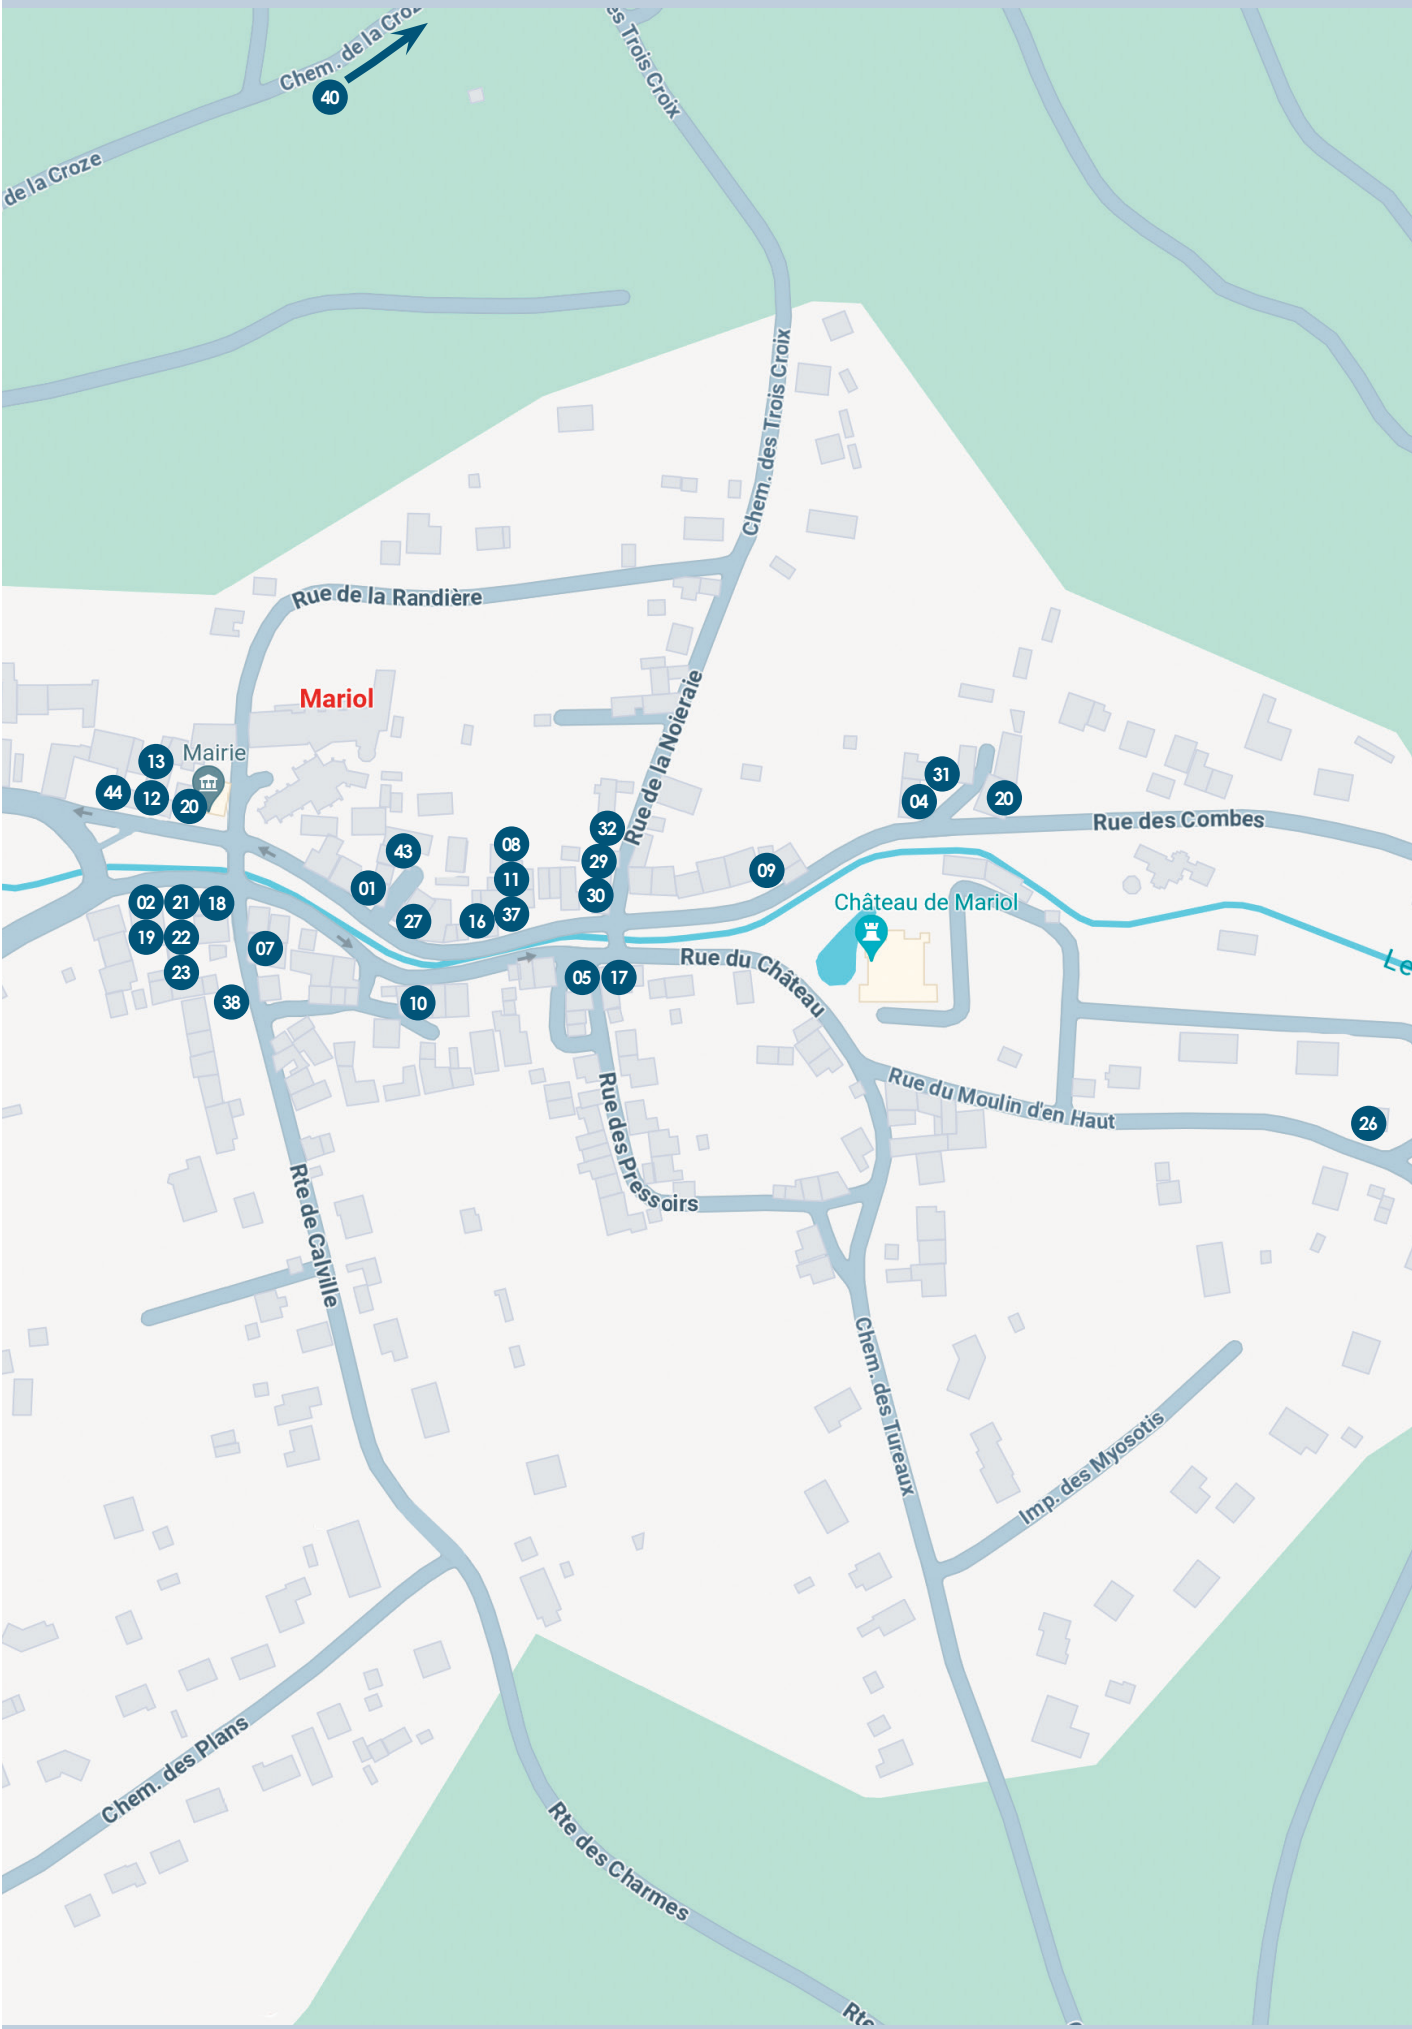 Chem. de la Croze
es Trois Croix
40
de la Croze
Chem. des Trois Croix
Rue de la Randière
Mariol
Rue de la Noieraie
Mairie
13
44
12
20
31
04
20
Rue des Combes
32
43
08
29
09
01
11
30
27
16
37
Château de Mariol
02
21
18
19
22
07
23
38
10
05
17
Rue du Château
Le
Rue du Moulin d'en Haut
26
Rue des Pressoirs
Rte de Calville
Chem. des Tureaux
Imp. des Myosotis
Chem. des Plans
Rte des Charmes
Rte